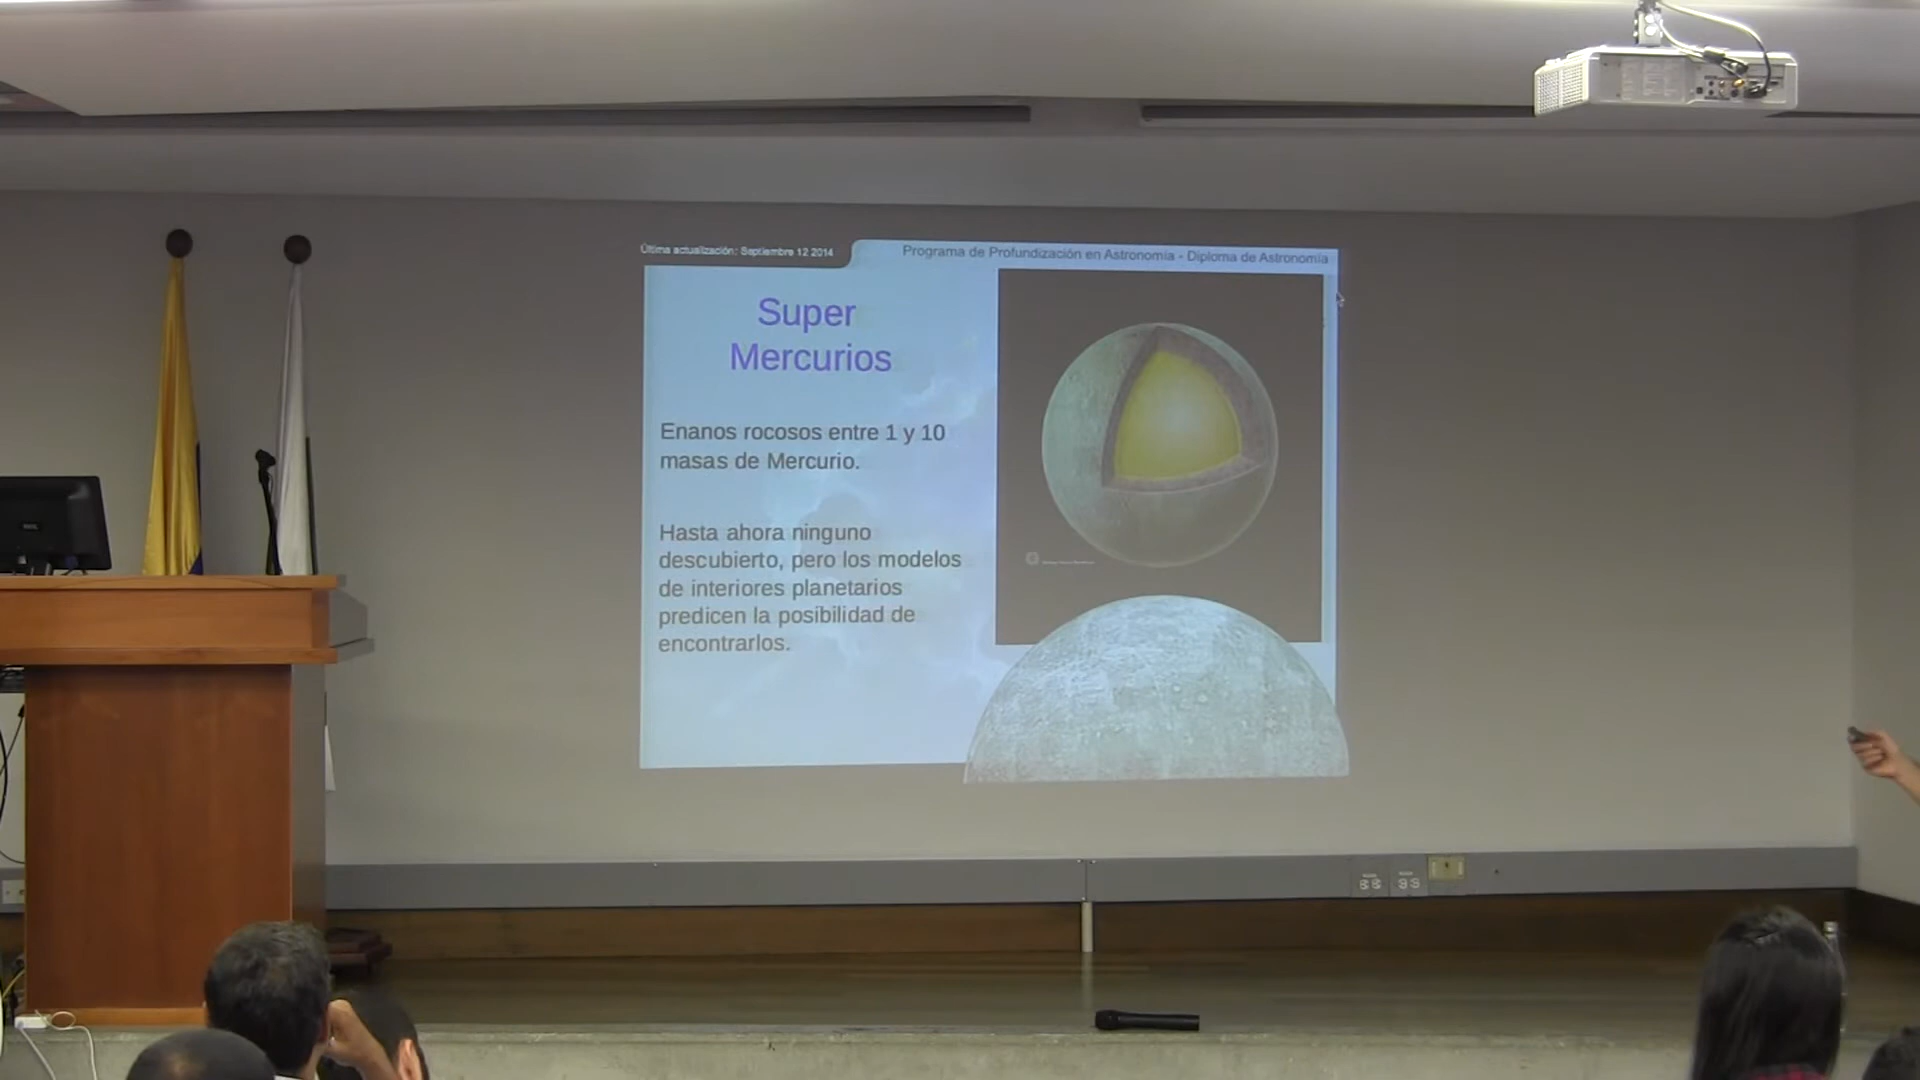 Última actualización: Septiembre 12 2014
Programa de Profundización en Astronomía - Diploma de Astronomía
Super
Mercurios
Enanos rocosos entre 1 y 10
masas de Mercurio.
Hasta ahora ninguno
descubierto, pero los modelos
de interiores planetarios
predicen la posibilidad de
encontrarlos.